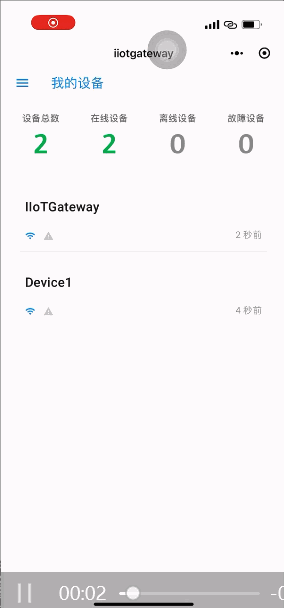 iiotgateway
我的设备
设备总数 在线设备 离线设备 故障设备
2 2 0 0
IIoTGateway
2 秒前
Device1
4 秒前
00:02 -0